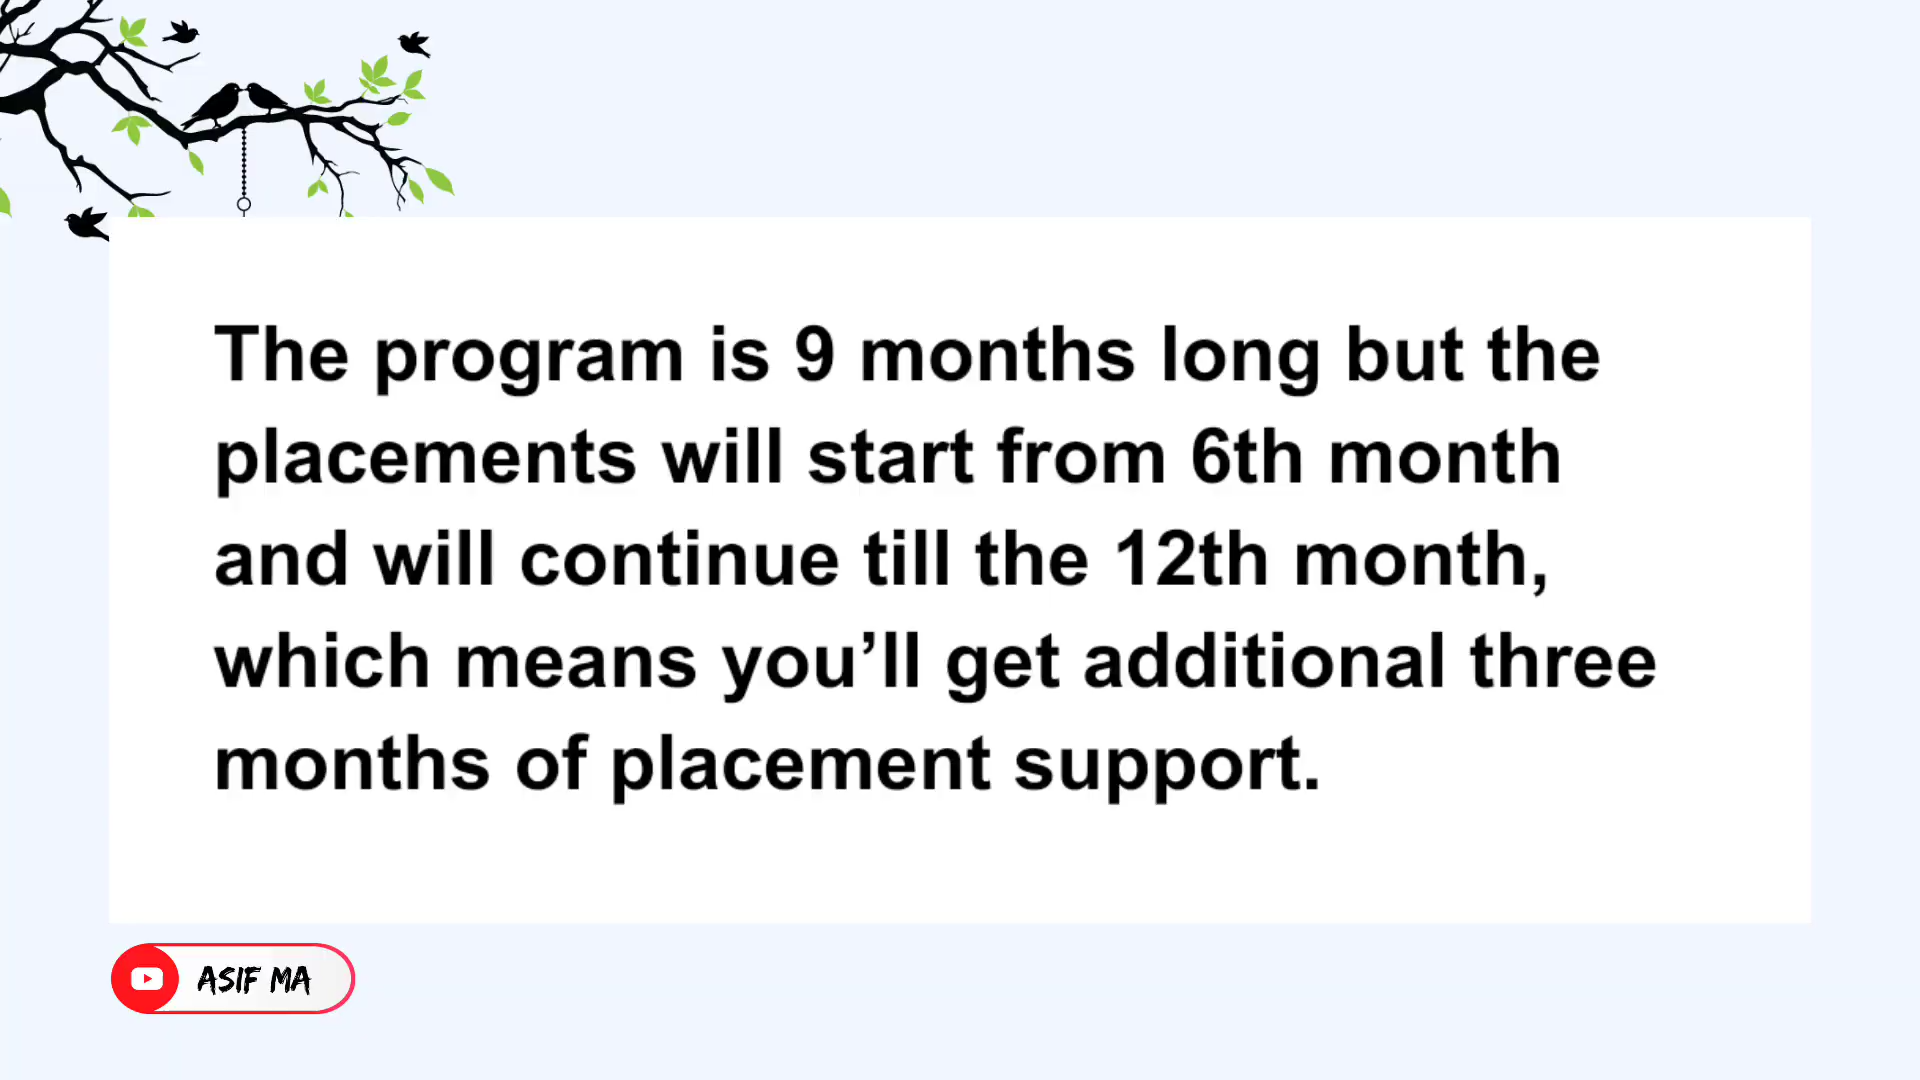 The program is 9 months long but the
placements will start from 6th month
and will continue till the 12th month,
which means you’ll get additional three
months of placement support.
ASIF MA